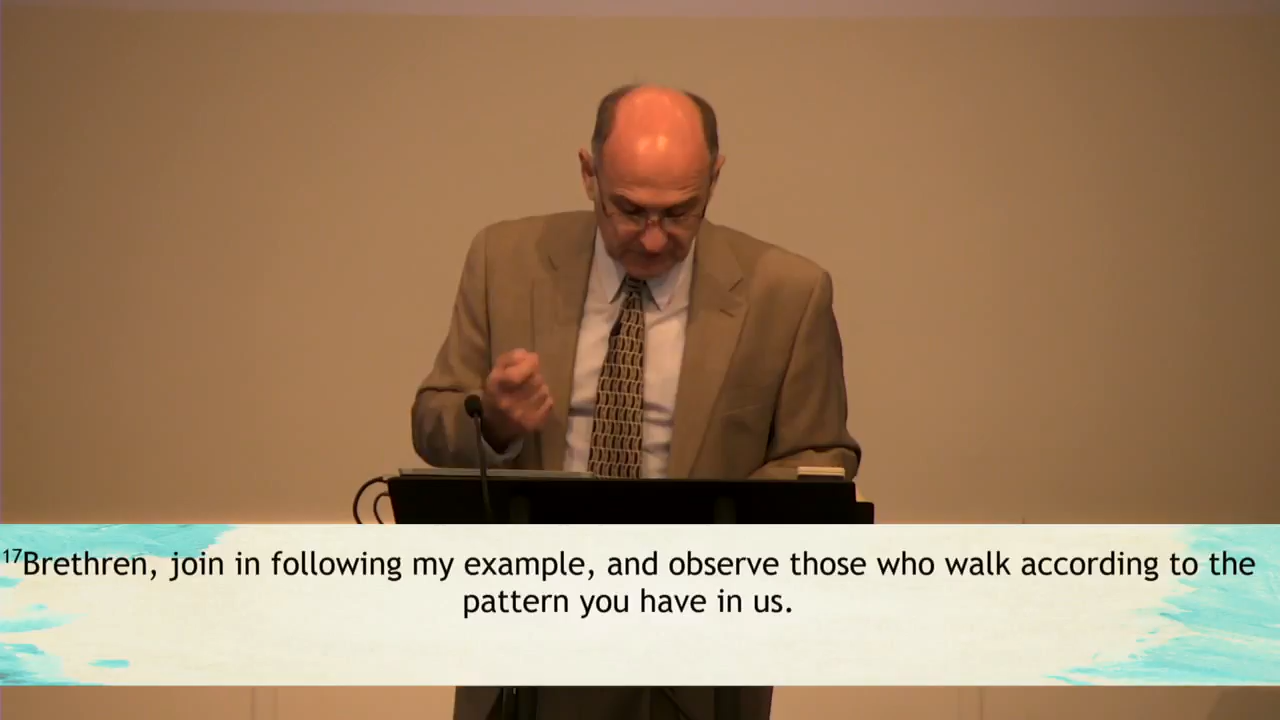 17Brethren, join in following my example, and observe those who walk according to the
pattern you have in us.